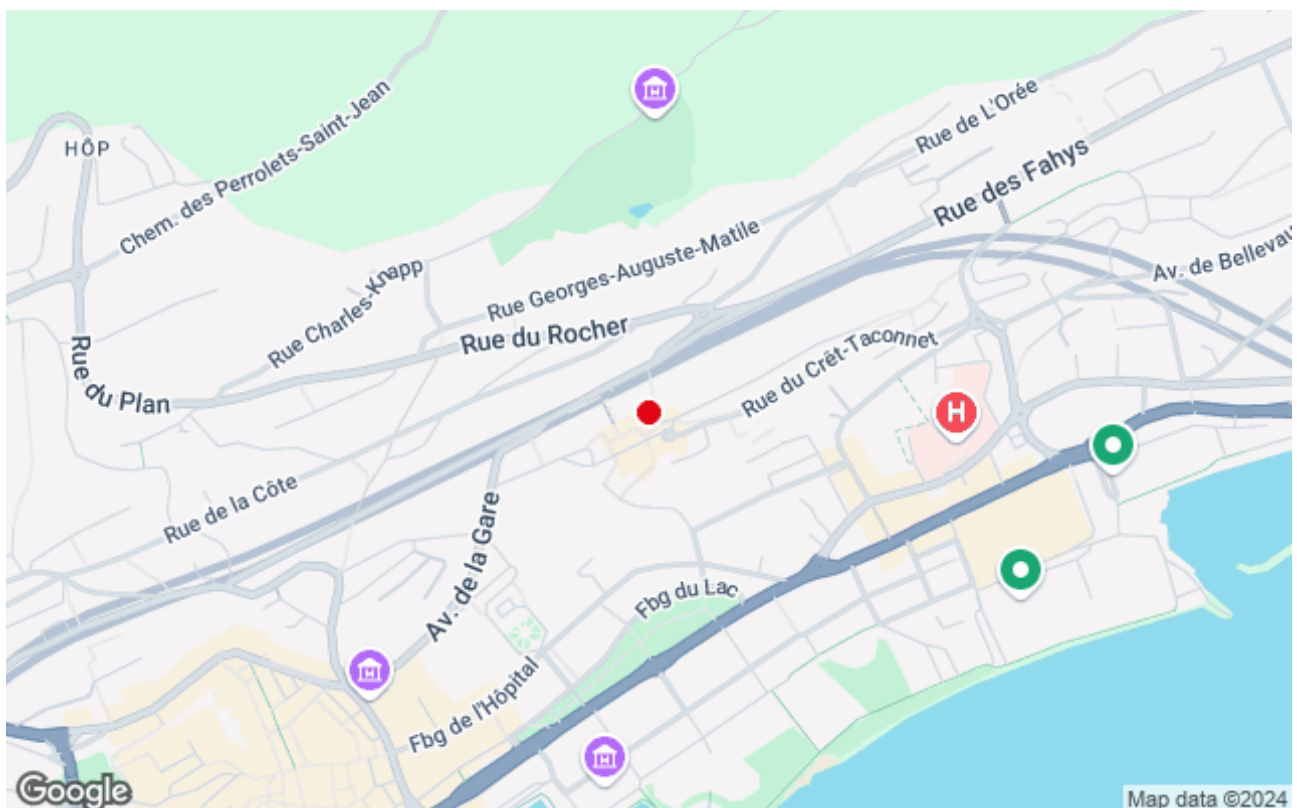 HÔP
Chem. des Perrolets-Saint-Jean
Rue de L'Orée
Rue des Fahys
Rue Georges-Auguste-Matile
Av. de Bellevau
Rue Charles-Knapp
Rue du Rocher
Rue du Plan
Rue du Crêt-Taconnet
H
Rue de la Côte
Av. de la Gare
Fbg du Lac
Fbg de l'Hôpital
Google
Map data ©2024